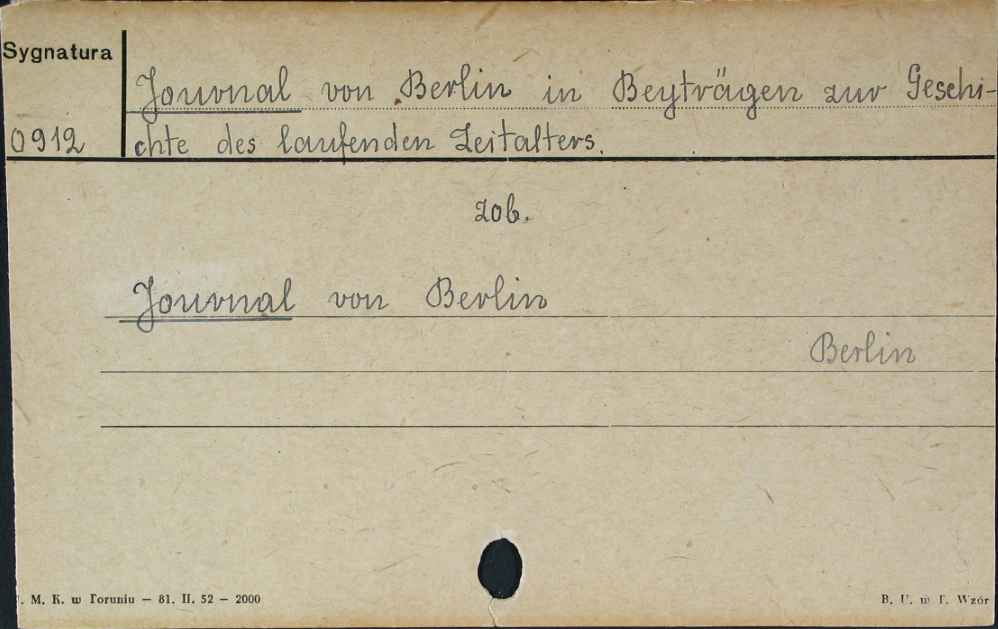 Sygnatura
Journal von Berlin in Beyträgen zur Geschi-
0912 chte des laufenden Zeitalters.
zob.
Journal von Berlin
Berlin
. M. K. w Toruniu — 81. II. 52 — 2000
B. U. w T. Wzór